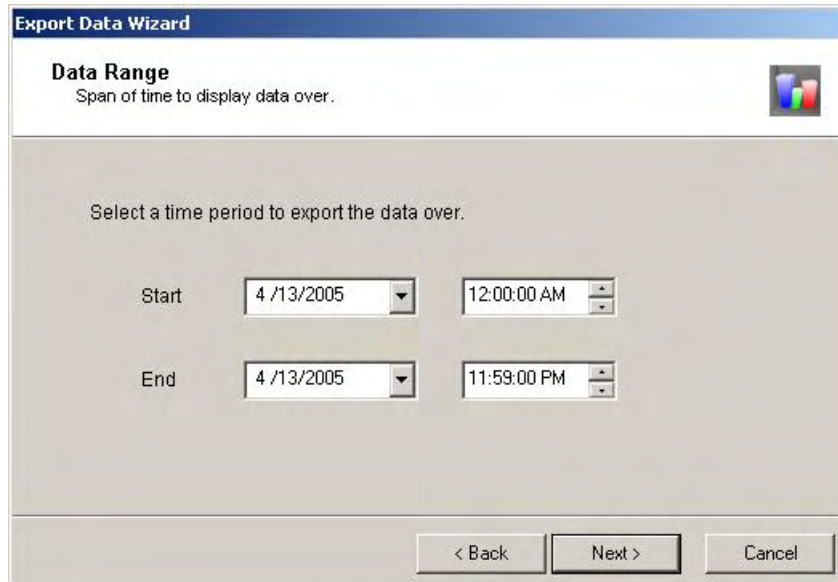 Export Data Wizard
Data Range
Span of time to display data over.
Select a time period to export the data over.
Start 4 /13/2005 12:00:00 AM
End 4 /13/2005 11:59:00 PM
< Back Next > Cancel